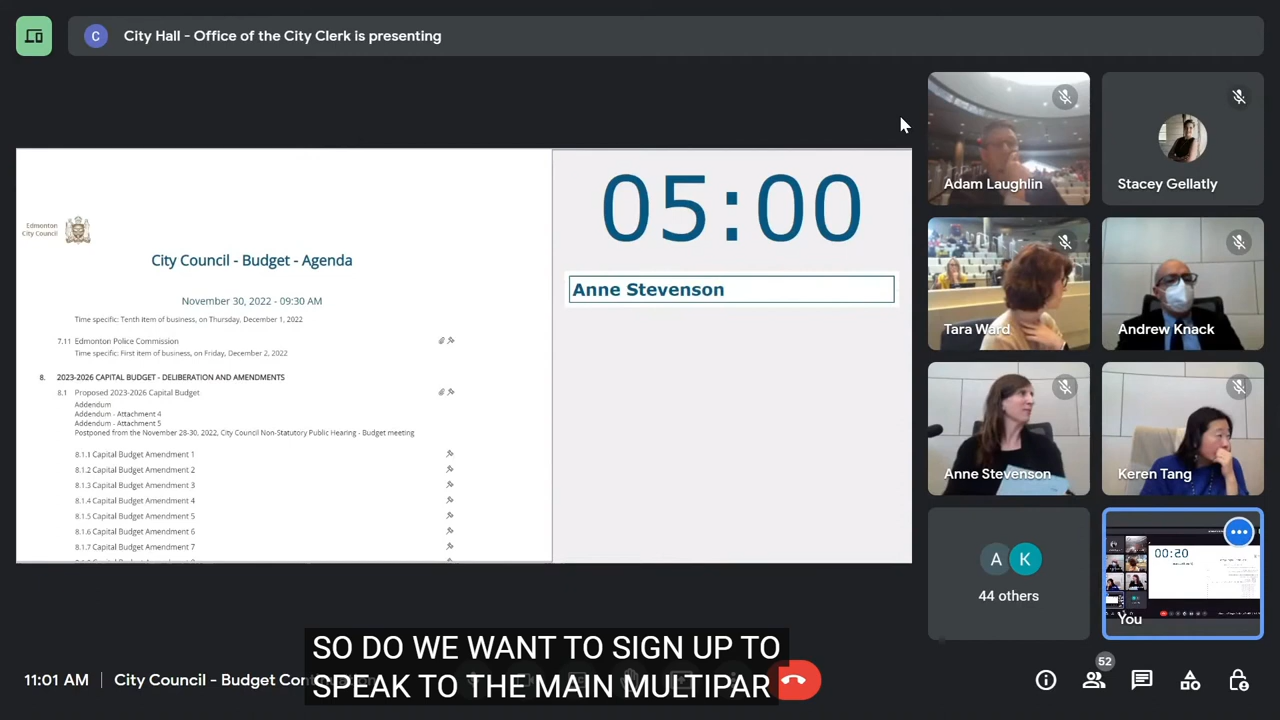 C City Hall - Office of the City Clerk is presenting
Edmonton
City Council
City Council - Budget - Agenda
November 30, 2022 - 09:30 AM
Time specific: Tenth item of business, on Thursday, December 1, 2022
7.11 Edmonton Police Commission
Time specific: First item of business, on Friday, December 2, 2022
8. 2023-2026 CAPITAL BUDGET - DELIBERATION AND AMENDMENTS
8.1 Proposed 2023-2026 Capital Budget
Addendum
Addendum - Attachment 4
Addendum - Attachment 5
Postponed from the November 28-30, 2022, City Council Non-Statutory Public Hearing - Budget meeting
8.1.1 Capital Budget Amendment 1
8.1.2 Capital Budget Amendment 2
8.1.3 Capital Budget Amendment 3
8.1.4 Capital Budget Amendment 4
8.1.5 Capital Budget Amendment 5
8.1.6 Capital Budget Amendment 6
8.1.7 Capital Budget Amendment 7
05:00
Anne Stevenson
Adam Laughlin
Stacey Gellatly
Tara Ward
Andrew Knack
Anne Stevenson
Keren Tang
A K
44 others
00:50
You
SO DO WE WANT TO SIGN UP TO
SPEAK TO THE MAIN MULTIPAR
11:01 AM | City Council - Budget Con
52